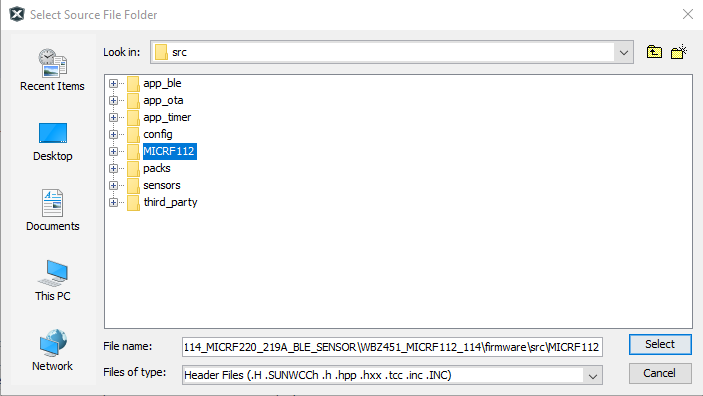 Select Source File Folder
Look in: src
Recent Items
Desktop
Documents
This PC
Network
app_ble
app_ota
app_timer
config
MICRF112
packs
sensors
third_party
File name: 114_MICRF220_219A_BLE_SENSOR\WBZ451_MICRF112_114\firmware\src\MICRF112
Select
Files of type: Header Files (.H .SUNWCCh .h .hpp .hxx .tcc .inc .INC)
Cancel